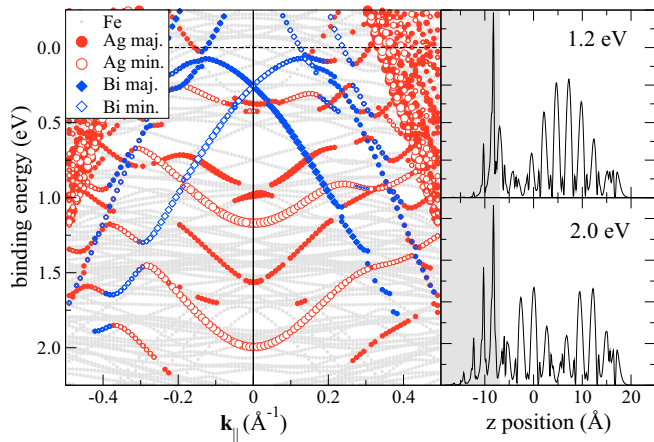 Fe
Ag maj.
Ag min.
Bi maj.
Bi min.
1.2 eV
2.0 eV
binding energy (eV)
0.0
0.5
1.0
1.5
2.0
-0.4 -0.2 0 0.2 0.4
k|| (Å-1)
-10 0 10 20
z position (Å)